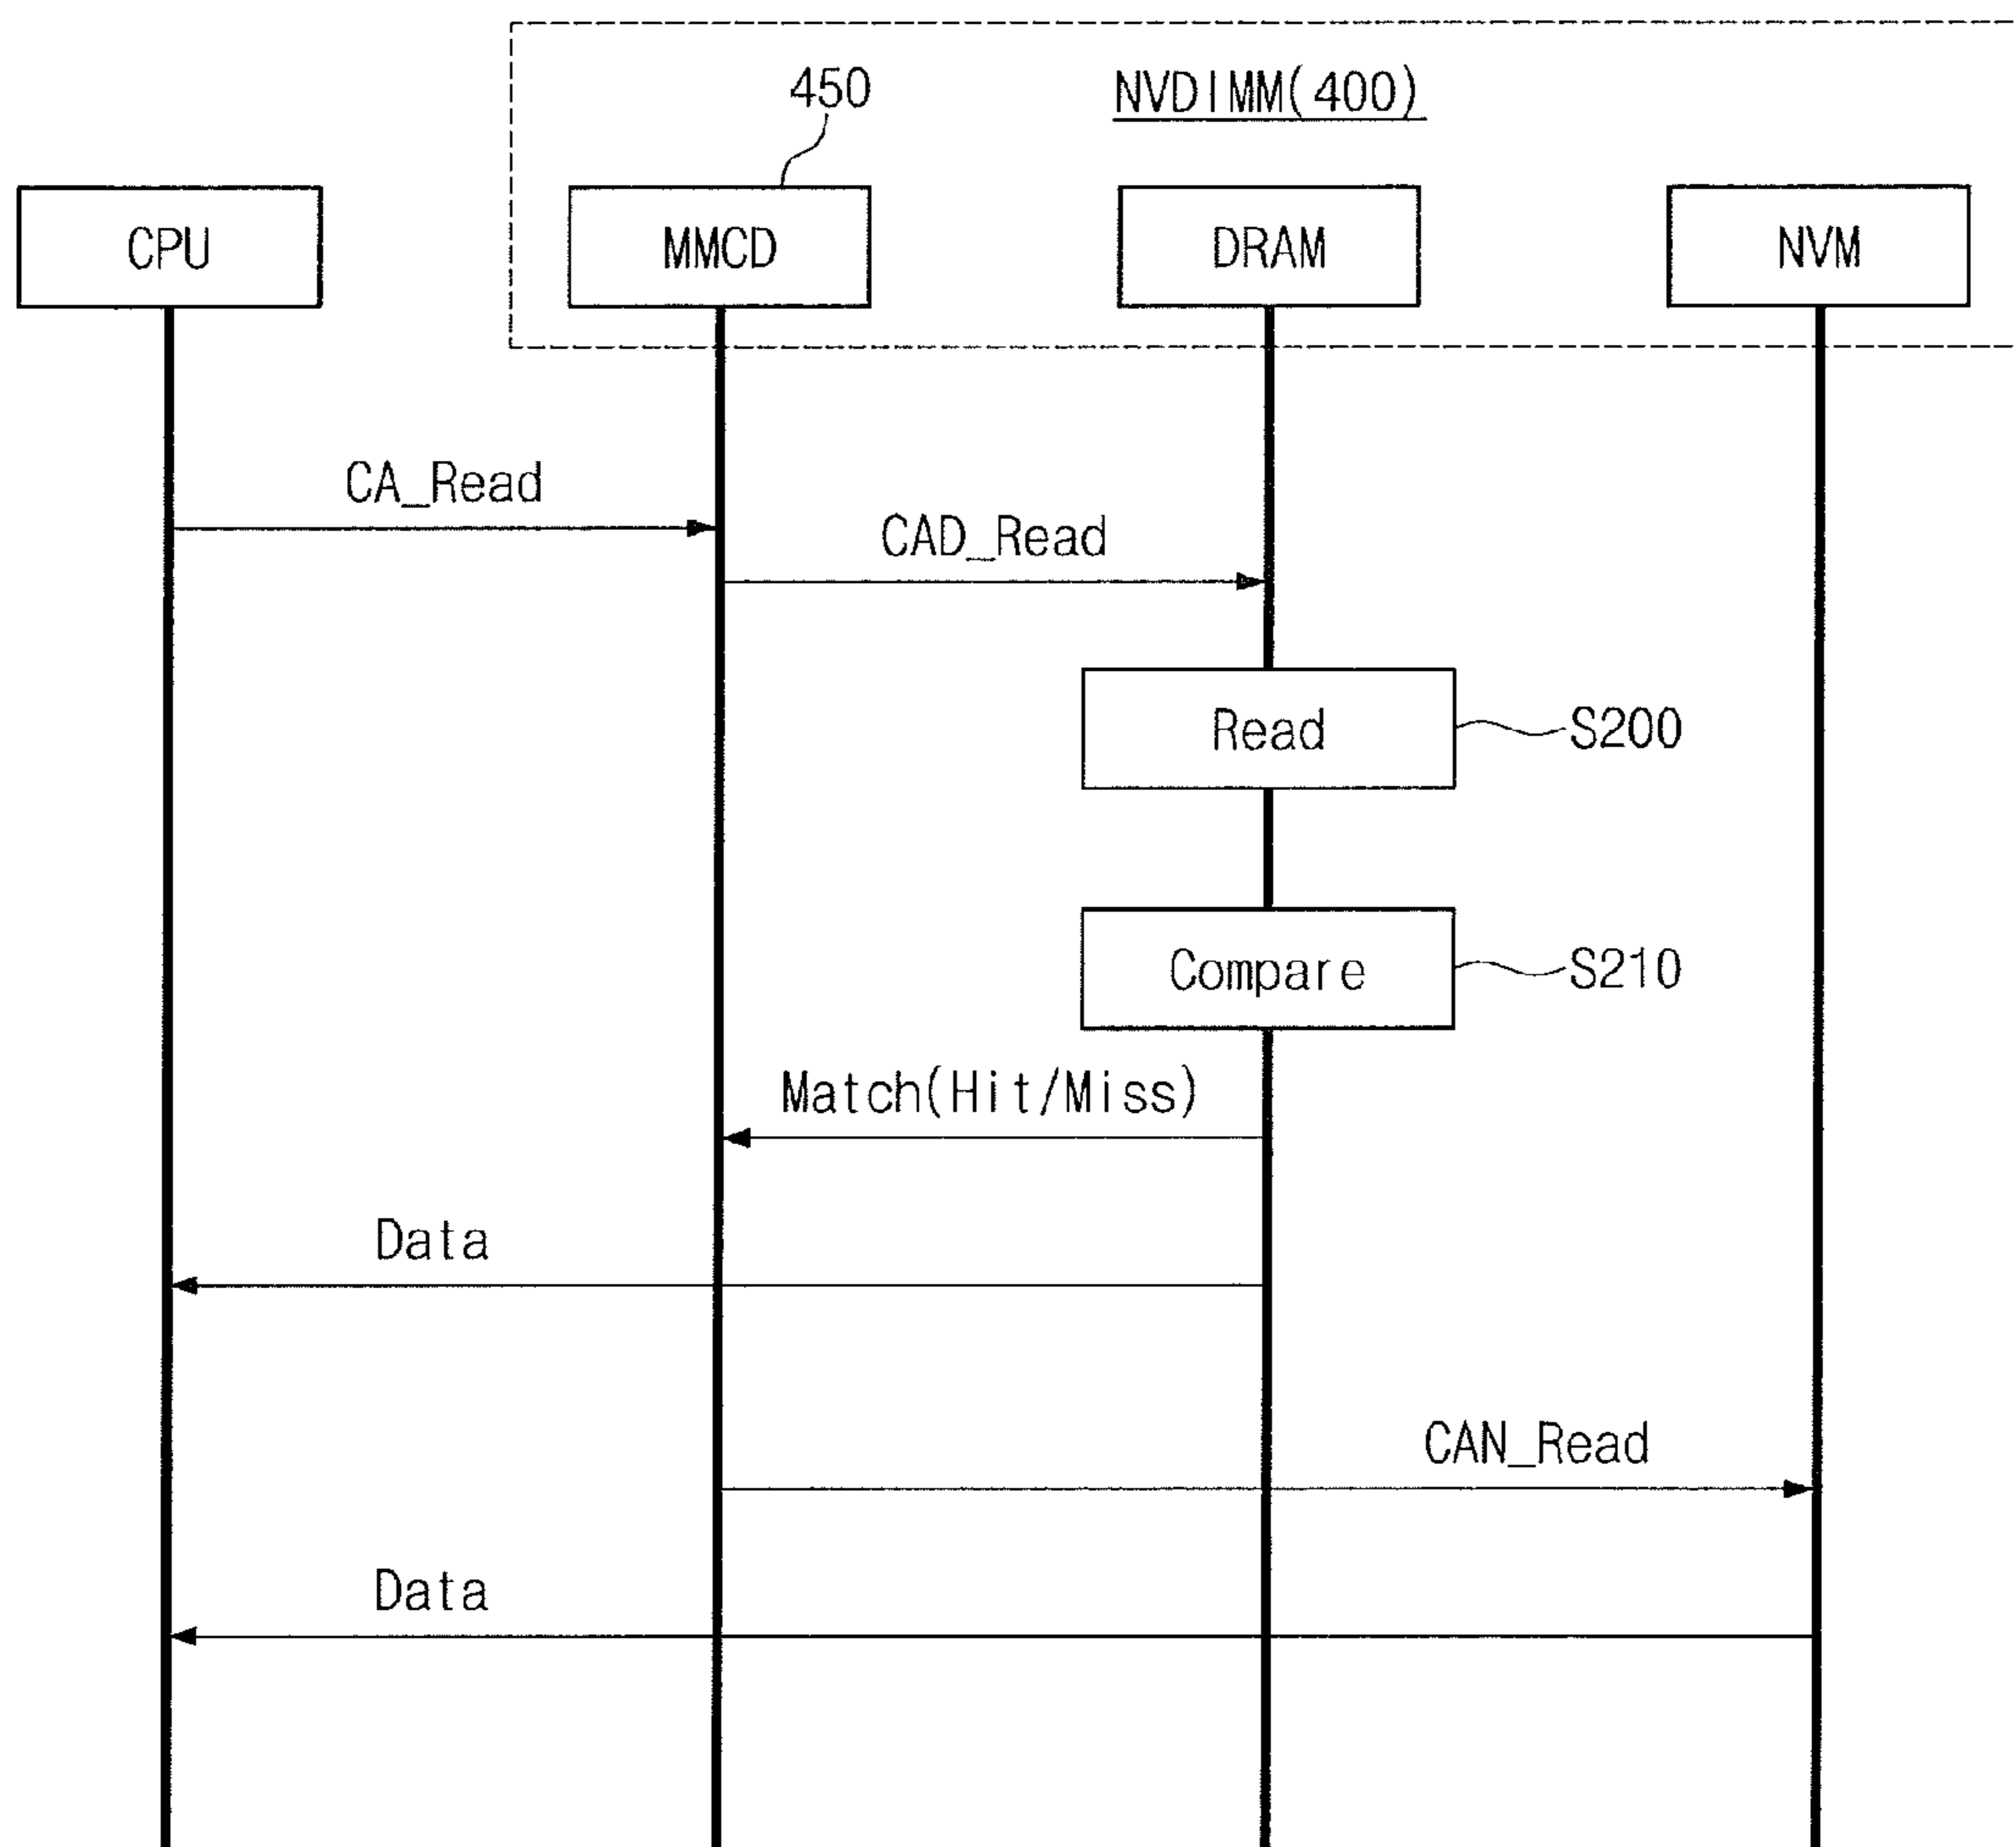 450
NVDIMM(400)
CPU
MMCD
DRAM
NVM
CA_Read
CAD_Read
Read
S200
Compare
S210
Match(Hit/Miss)
Data
CAN_Read
Data